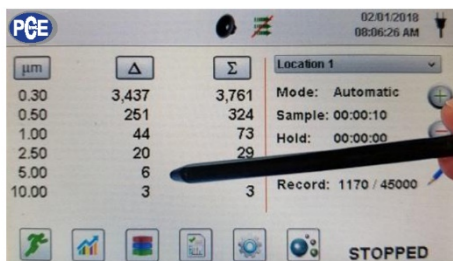 PCE
02/01/2018
08:06:26 AM
µm Δ Σ
Location 1
0.30 3,437 3,761
0.50 251 324
1.00 44 73
2.50 20 29
5.00 6
10.00 3 3
Mode: Automatic
Sample: 00:00:10
Hold: 00:00:00
Record: 1170 / 45000
STOPPED